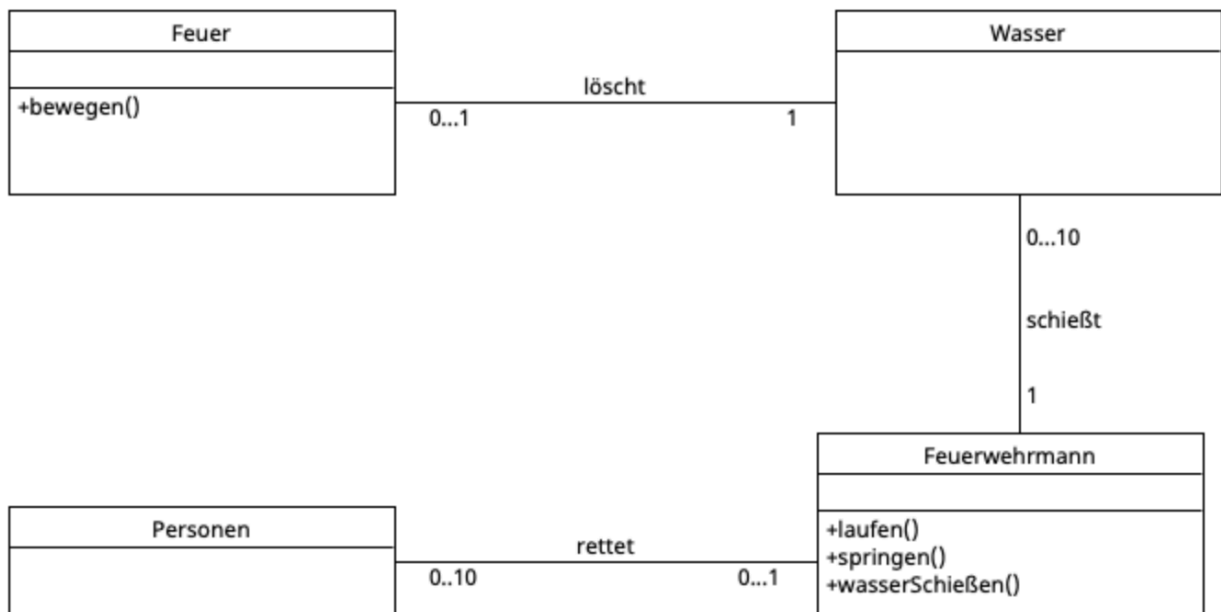 Feuer
Wasser
+bewegen()
löscht
0...1
1
0...10
schießt
1
Feuerwehrmann
Personen
rettet
0..10
0...1
+laufen()
+springen()
+wasserSchießen()